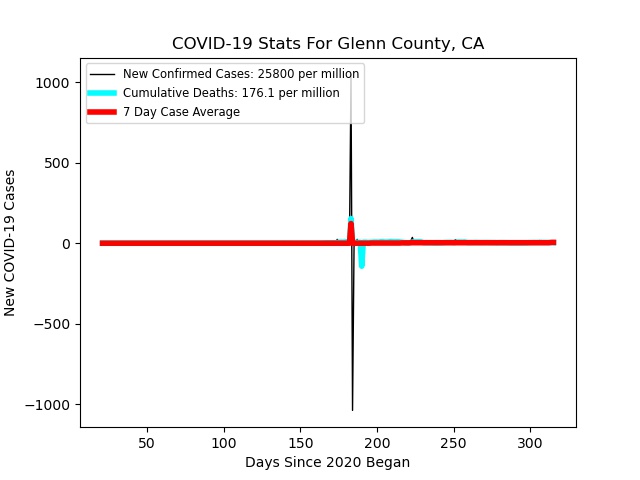 COVID-19 Stats For Glenn County, CA
New Confirmed Cases: 25800 per million
Cumulative Deaths: 176.1 per million
7 Day Case Average
New COVID-19 Cases
1000
500
0
−500
−1000
50 100 150 200 250 300
Days Since 2020 Began